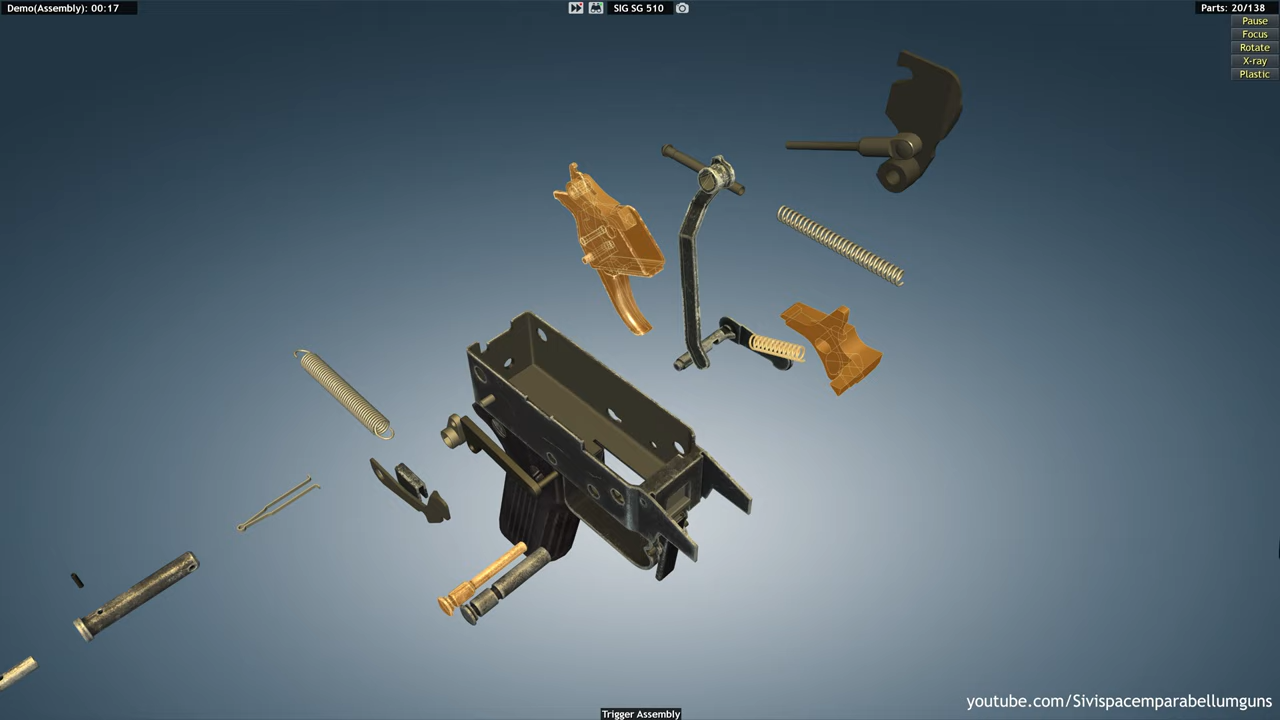 Demo(Assembly): 00:17
SIG SG 510
Parts: 20/138
Pause
Focus
Rotate
X-ray
Plastic
youtube.com/Sivispacemparabellumguns
Trigger Assembly